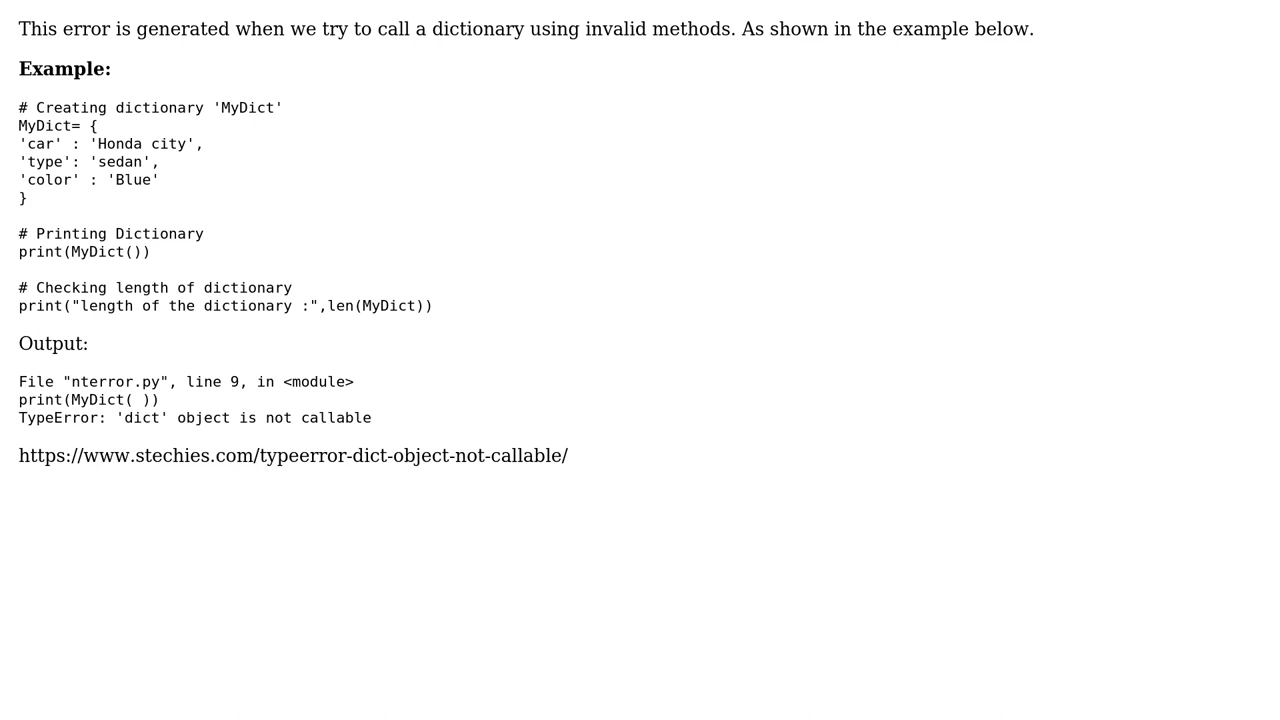 This error is generated when we try to call a dictionary using invalid methods. As shown in the example below.
Example:
# Creating dictionary 'MyDict'
MyDict= {
'car' : 'Honda city',
'type': 'sedan',
'color' : 'Blue'
}
# Printing Dictionary
print(MyDict())
# Checking length of dictionary
print("length of the dictionary :",len(MyDict))
Output:
File "nterror.py", line 9, in <module>
print(MyDict( ))
TypeError: 'dict' object is not callable
https://www.stechies.com/typeerror-dict-object-not-callable/